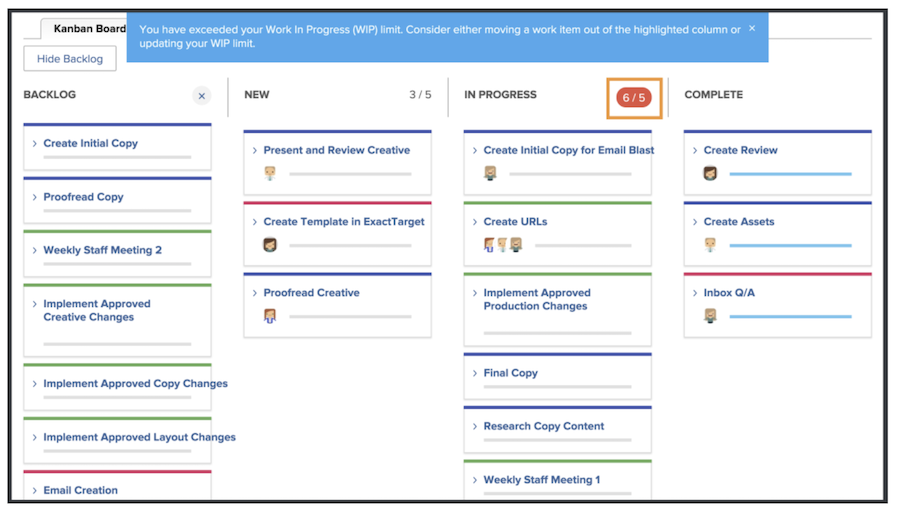 Kanban Board
You have exceeded your Work In Progress (WIP) limit. Consider either moving a work item out of the highlighted column or
updating your WIP limit.
Hide Backlog
BACKLOG
Create Initial Copy
Proofread Copy
Weekly Staff Meeting 2
Implement Approved
Creative Changes
Implement Approved Copy Changes
Implement Approved Layout Changes
Email Creation
NEW
3 / 5
Present and Review Creative
Create Template in ExactTarget
Proofread Creative
IN PROGRESS
6 / 5
Create Initial Copy for Email Blast
Create URLs
Implement Approved
Production Changes
Final Copy
Research Copy Content
Weekly Staff Meeting 1
COMPLETE
Create Review
Create Assets
Inbox Q/A